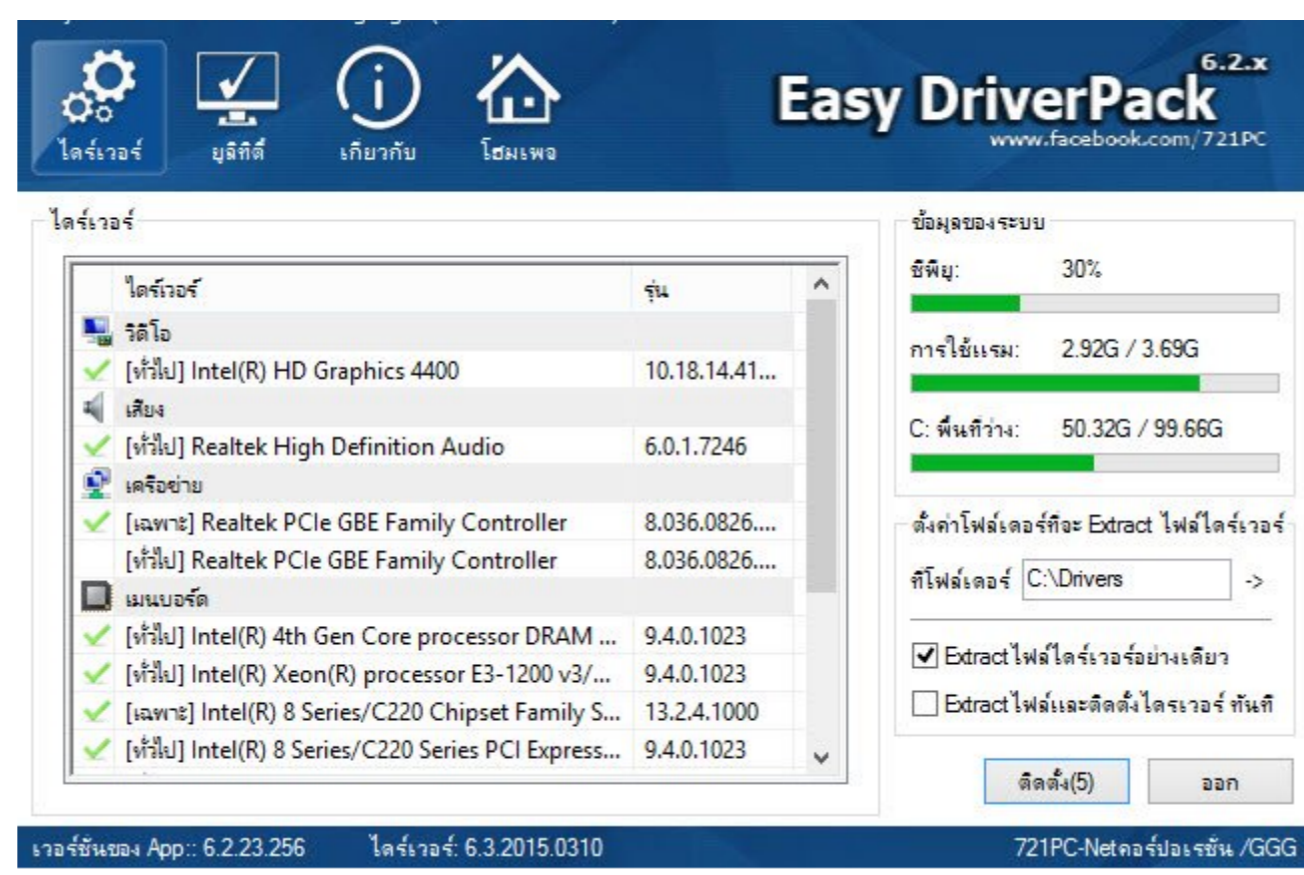 6.2.x
Easy DriverPack
www.facebook.com/721PC
ไดร์เวอร์
ยูลิทิตี้
เกี่ยวกับ
โฮมเพจ
ไดร์เวอร์
ไดร์เวอร์ รุ่น
วิดิโอ
[ทั่วไป] Intel(R) HD Graphics 4400 10.18.14.41...
เสียง
[ทั่วไป] Realtek High Definition Audio 6.0.1.7246
เครือข่าย
[เฉพาะ] Realtek PCIe GBE Family Controller 8.036.0826....
[ทั่วไป] Realtek PCIe GBE Family Controller 8.036.0826....
เมนบอร์ด
[ทั่วไป] Intel(R) 4th Gen Core processor DRAM ... 9.4.0.1023
[ทั่วไป] Intel(R) Xeon(R) processor E3-1200 v3/... 9.4.0.1023
[เฉพาะ] Intel(R) 8 Series/C220 Chipset Family S... 13.2.4.1000
[ทั่วไป] Intel(R) 8 Series/C220 Series PCI Express... 9.4.0.1023
ข้อมูลของระบบ
ซีพียู: 30%
การใช้แรม: 2.92G / 3.69G
C: พื้นที่ว่าง: 50.32G / 99.66G
ตั้งค่าโฟล์เดอร์ที่จะ Extract ไฟล์ไดร์เวอร์
ที่โฟล์เดอร์ C:\Drivers ->
Extract ไฟล์ไดร์เวอร์อย่างเดียว
Extract ไฟล์และติดตั้งไดรเวอร์ ทันที
ติดตั้ง(5) ออก
เวอร์ชั่นของ App:: 6.2.23.256 ไดร์เวอร์: 6.3.2015.0310 721PC-Netคอร์ปอเรชั่น /GGG